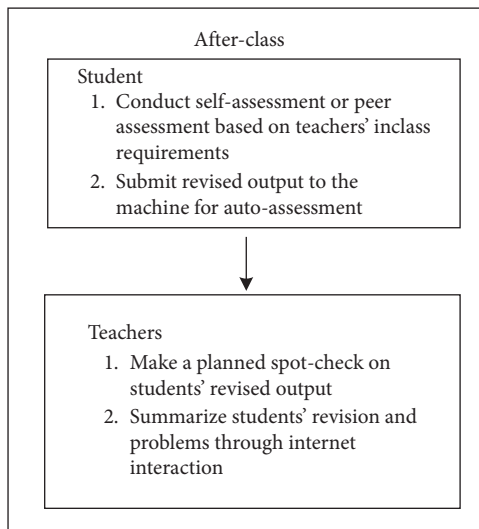 After-class
Student
1. Conduct self-assessment or peer
assessment based on teachers' inclass
requirements
2. Submit revised output to the
machine for auto-assessment
Teachers
1. Make a planned spot-check on
students' revised output
2. Summarize students' revision and
problems through internet
interaction